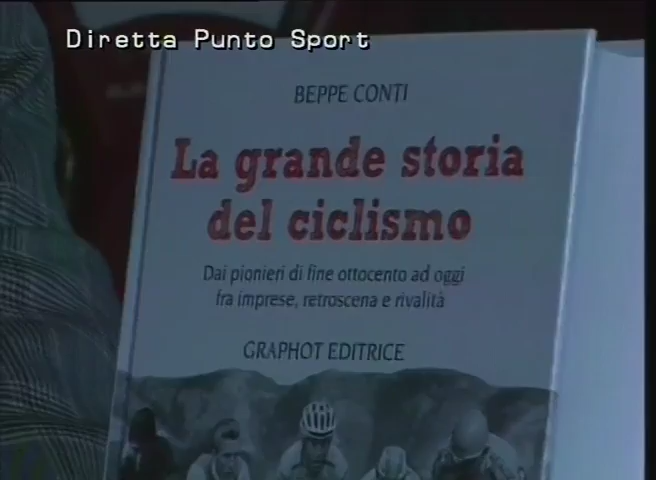 Diretta Punto Sport
BEPPE CONTI
La grande storia
del ciclismo
Dai pionieri di fine ottocento ad oggi
fra imprese, retroscena e rivalità
GRAPHOT EDITRICE